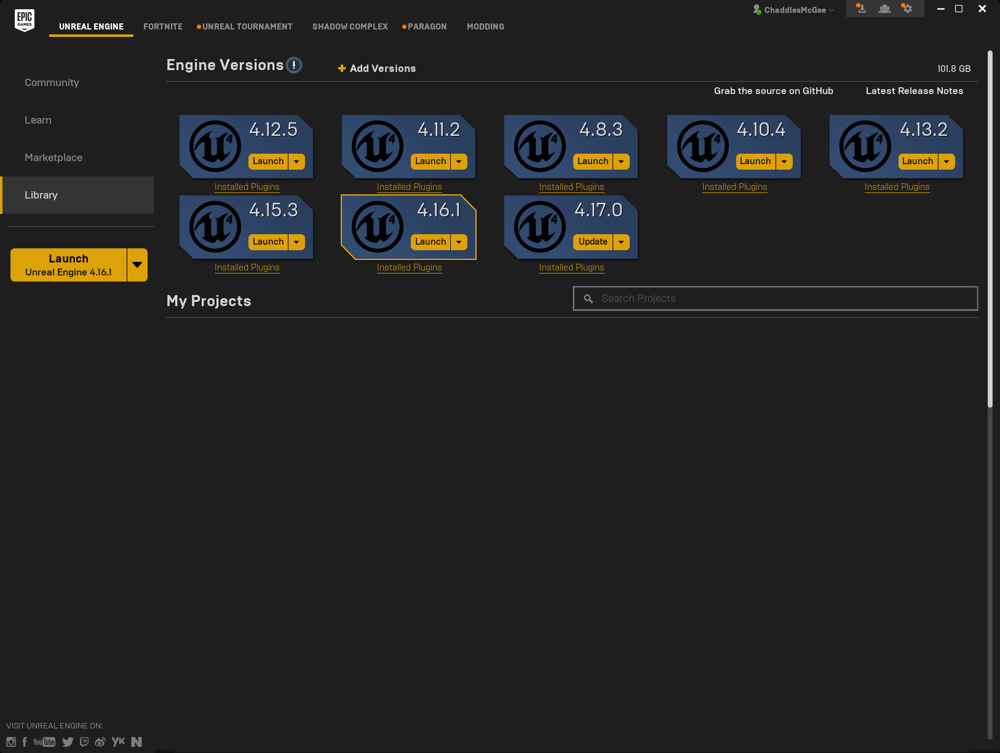 EPIC
GAMES
UNREAL ENGINE
FORTNITE
UNREAL TOURNAMENT
SHADOW COMPLEX
PARAGON
MODDING
ChaddlesMcGee
Community
Learn
Marketplace
Library
Launch
Unreal Engine 4.16.1
Engine Versions
!
Add Versions
101.8 GB
Grab the source on GitHub
Latest Release Notes
4.12.5
Launch
Installed Plugins
4.11.2
Launch
Installed Plugins
4.8.3
Launch
Installed Plugins
4.10.4
Launch
Installed Plugins
4.13.2
Launch
Installed Plugins
4.15.3
Launch
Installed Plugins
4.16.1
Launch
Installed Plugins
4.17.0
Update
Installed Plugins
My Projects
Search Projects
VISIT UNREAL ENGINE ON:
You Tube